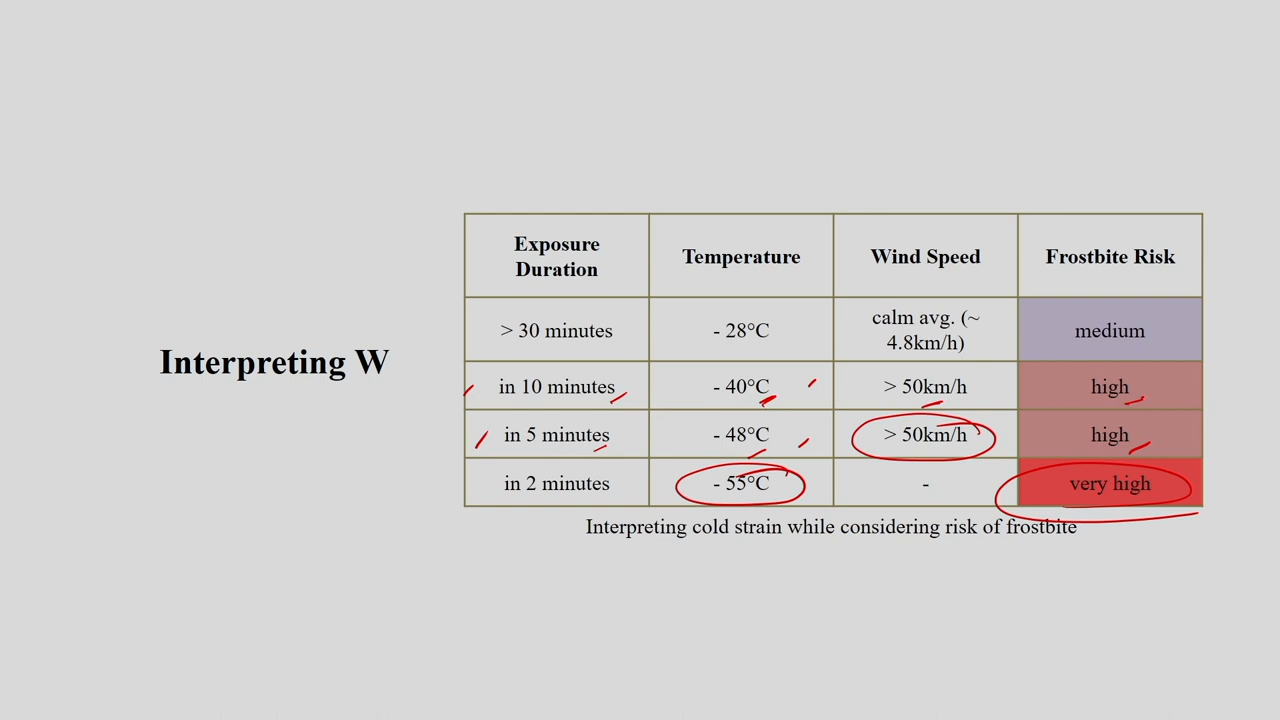 Interpreting W
Exposure
Duration
Temperature
Wind Speed
Frostbite Risk
> 30 minutes
- 28°C
calm avg. (~
4.8km/h)
medium
in 10 minutes
- 40°C
> 50km/h
high
in 5 minutes
- 48°C
> 50km/h
high
in 2 minutes
- 55°C
-
very high
Interpreting cold strain while considering risk of frostbite